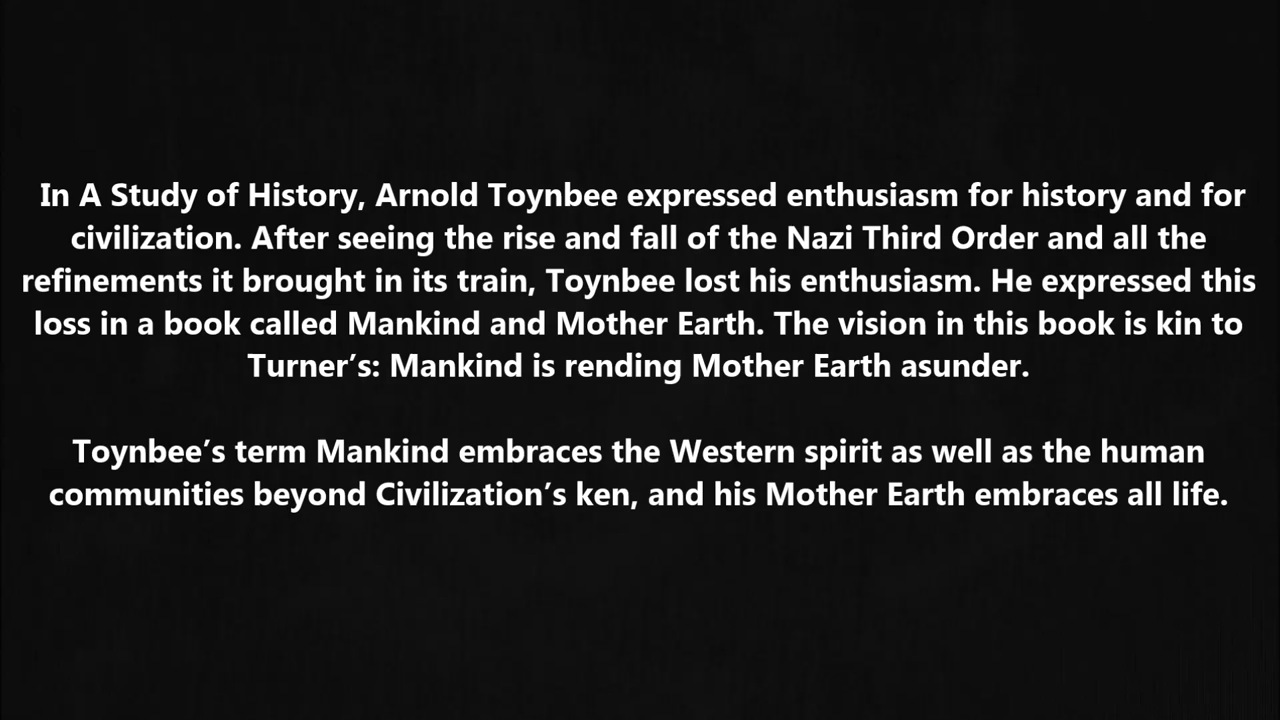 In A Study of History, Arnold Toynbee expressed enthusiasm for history and for
civilization. After seeing the rise and fall of the Nazi Third Order and all the
refinements it brought in its train, Toynbee lost his enthusiasm. He expressed this
loss in a book called Mankind and Mother Earth. The vision in this book is kin to
Turner’s: Mankind is rending Mother Earth asunder.
Toynbee’s term Mankind embraces the Western spirit as well as the human
communities beyond Civilization’s ken, and his Mother Earth embraces all life.